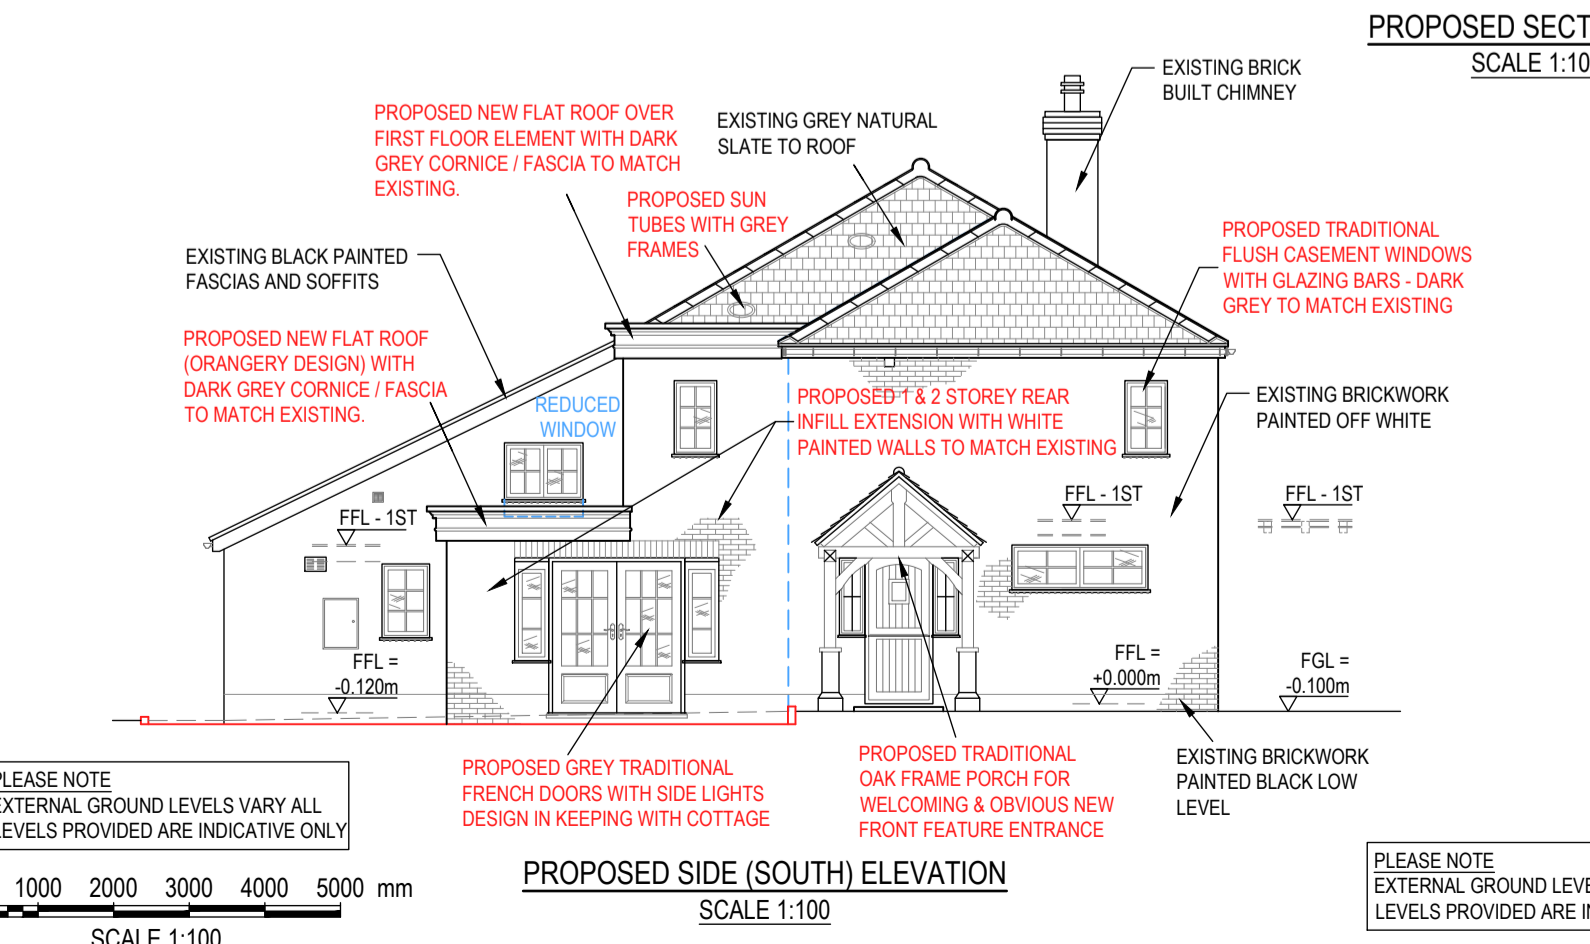 PROPOSED SECT
SCALE 1:10
EXISTING BRICK
BUILT CHIMNEY
PROPOSED NEW FLAT ROOF OVER
FIRST FLOOR ELEMENT WITH DARK
GREY CORNICE / FASCIA TO MATCH
EXISTING.
EXISTING GREY NATURAL
SLATE TO ROOF
PROPOSED SUN
TUBES WITH GREY
FRAMES
PROPOSED TRADITIONAL
FLUSH CASEMENT WINDOWS
WITH GLAZING BARS - DARK
GREY TO MATCH EXISTING
EXISTING BLACK PAINTED
FASCIAS AND SOFFITS
PROPOSED NEW FLAT ROOF
(ORANGERY DESIGN) WITH
DARK GREY CORNICE / FASCIA
TO MATCH EXISTING.
REDUCED
WINDOW
PROPOSED 1 & 2 STOREY REAR
INFILL EXTENSION WITH WHITE
PAINTED WALLS TO MATCH EXISTING
EXISTING BRICKWORK
PAINTED OFF WHITE
FFL - 1ST
FFL - 1ST
FFL - 1ST
FFL =
-0.120m
FFL =
+0.000m
FGL =
-0.100m
PROPOSED GREY TRADITIONAL
FRENCH DOORS WITH SIDE LIGHTS
DESIGN IN KEEPING WITH COTTAGE
PROPOSED TRADITIONAL
OAK FRAME PORCH FOR
WELCOMING & OBVIOUS NEW
FRONT FEATURE ENTRANCE
EXISTING BRICKWORK
PAINTED BLACK LOW
LEVEL
PLEASE NOTE
EXTERNAL GROUND LEVELS VARY ALL
LEVELS PROVIDED ARE INDICATIVE ONLY
1000 2000 3000 4000 5000 mm
SCALE 1:100
PROPOSED SIDE (SOUTH) ELEVATION
SCALE 1:100
PLEASE NOTE
EXTERNAL GROUND LEVE
LEVELS PROVIDED ARE IN